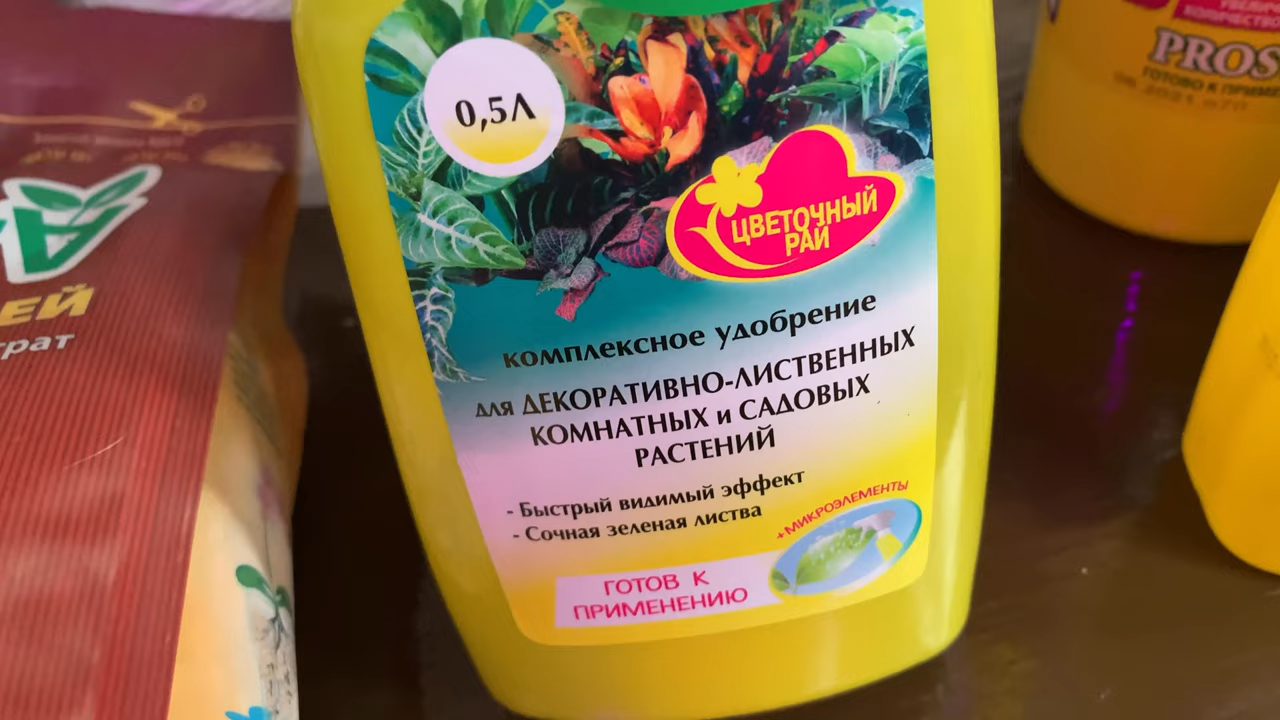 0,5Л
ЦВЕТОЧНЫЙ
РАЙ
комплексное удобрение
для ДЕКОРАТИВНО-ЛИСТВЕННЫХ
КОМНАТНЫХ и САДОВЫХ
РАСТЕНИЙ
- Быстрый видимый эффект
- Сочная зеленая листва
+МИКРОЭЛЕМЕНТЫ
ГОТОВ К
ПРИМЕНЕНИЮ
ЕЙ
рат
PROS
ГОТОВО К ПРИМЕ